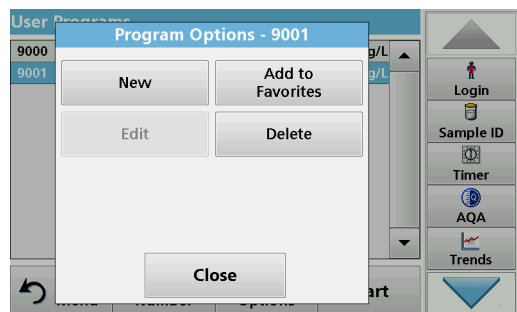 User Programs
Program Options - 9001
9000
g/L
9001
g/L
New
Add to
Favorites
Edit
Delete
Close
Login
Sample ID
Timer
AQA
Trends